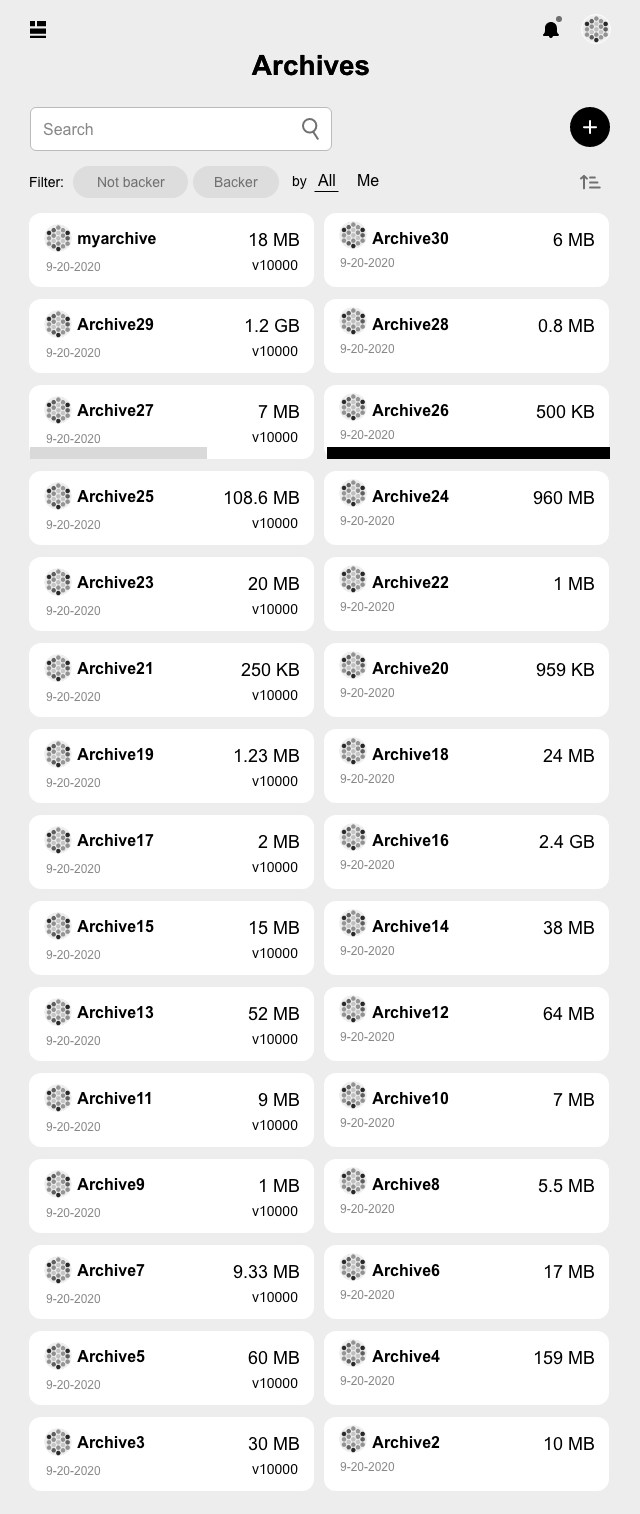 Archives
Search
Filter: Not backer Backer by All Me
myarchive 18 MB
9-20-2020 v10000
Archive30 6 MB
9-20-2020
Archive29 1.2 GB
9-20-2020 v10000
Archive28 0.8 MB
9-20-2020
Archive27 7 MB
9-20-2020 v10000
Archive26 500 KB
9-20-2020
Archive25 108.6 MB
9-20-2020 v10000
Archive24 960 MB
9-20-2020
Archive23 20 MB
9-20-2020 v10000
Archive22 1 MB
9-20-2020
Archive21 250 KB
9-20-2020 v10000
Archive20 959 KB
9-20-2020
Archive19 1.23 MB
9-20-2020 v10000
Archive18 24 MB
9-20-2020
Archive17 2 MB
9-20-2020 v10000
Archive16 2.4 GB
9-20-2020
Archive15 15 MB
9-20-2020 v10000
Archive14 38 MB
9-20-2020
Archive13 52 MB
9-20-2020 v10000
Archive12 64 MB
9-20-2020
Archive11 9 MB
9-20-2020 v10000
Archive10 7 MB
9-20-2020
Archive9 1 MB
9-20-2020 v10000
Archive8 5.5 MB
9-20-2020
Archive7 9.33 MB
9-20-2020 v10000
Archive6 17 MB
9-20-2020
Archive5 60 MB
9-20-2020 v10000
Archive4 159 MB
9-20-2020
Archive3 30 MB
9-20-2020 v10000
Archive2 10 MB
9-20-2020